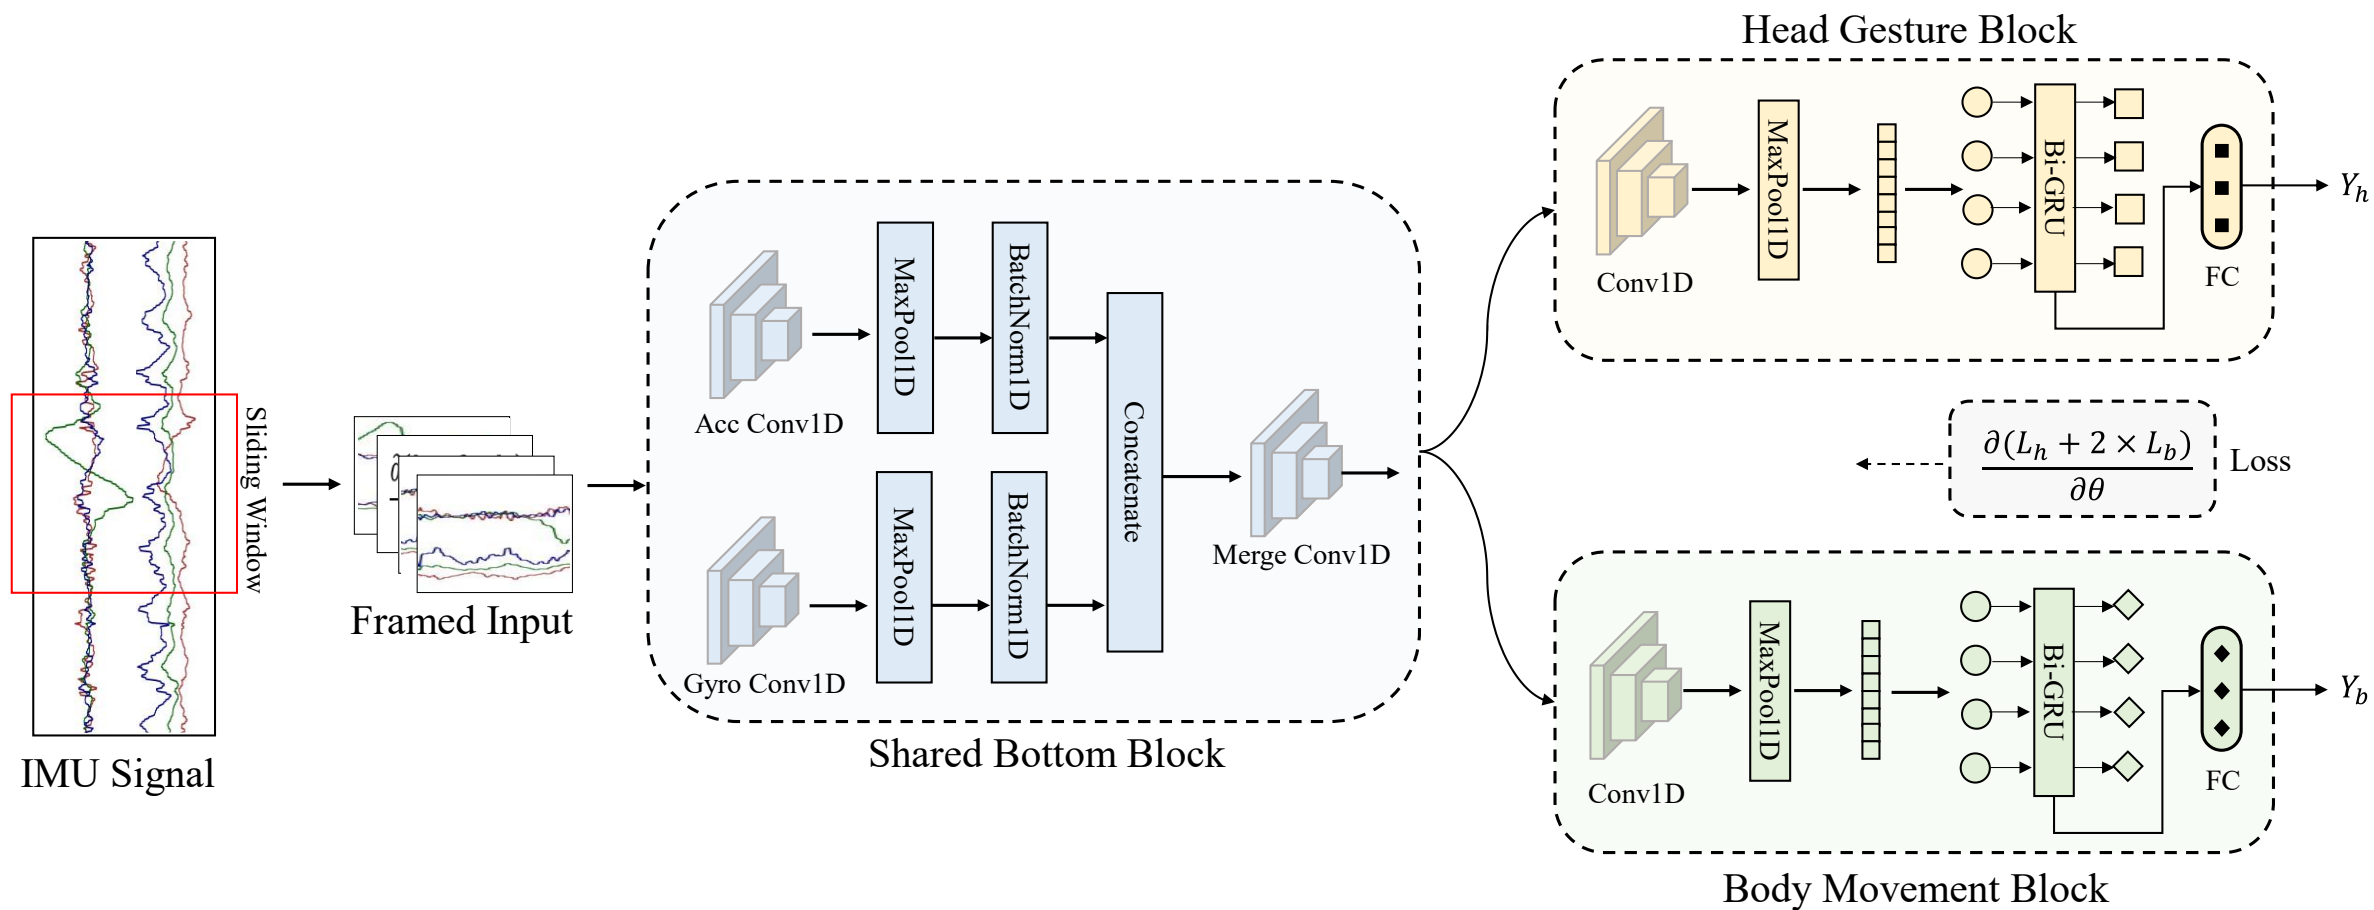 IMU Signal
Sliding Window
Framed Input
Acc Conv1D
MaxPool1D
BatchNorm1D
Gyro Conv1D
MaxPool1D
BatchNorm1D
Concatenate
Merge Conv1D
Shared Bottom Block
Head Gesture Block
Conv1D
MaxPool1D
Bi-GRU
FC
Y_h
∂(L_h + 2 × L_b)
∂θ
Loss
Conv1D
MaxPool1D
Bi-GRU
FC
Y_b
Body Movement Block